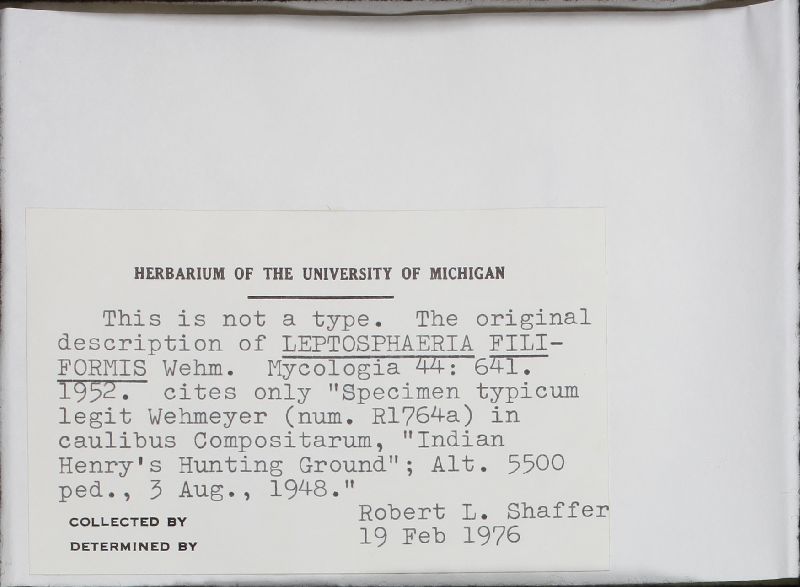 HERBARIUM OF THE UNIVERSITY OF MICHIGAN
This is not a type. The original
description of LEPTOSPHAERIA FILI-
FORMIS Wehm. Mycologia 44: 641.
1952. cites only "Specimen typicum
legit Wehmeyer (num. R1764a) in
caulibus Compositarum, "Indian
Henry's Hunting Ground"; Alt. 5500
ped., 3 Aug., 1948."
COLLECTED BY Robert L. Shaffer
DETERMINED BY 19 Feb 1976